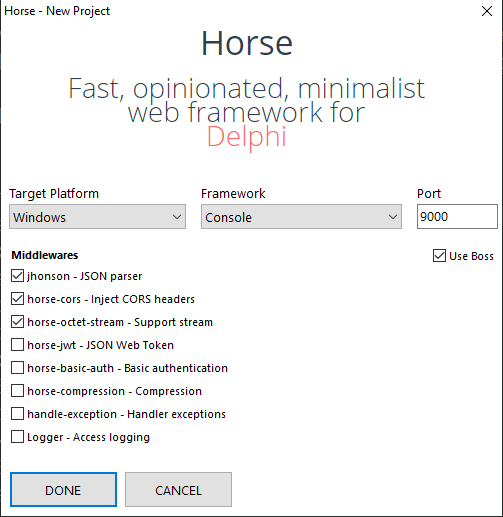 Horse - New Project
Horse
Fast, opinionated, minimalist
web framework for
Delphi
Target Platform
Framework
Port
Windows
Console
9000
Middlewares
Use Boss
jhonson - JSON parser
horse-cors - Inject CORS headers
horse-octet-stream - Support stream
horse-jwt - JSON Web Token
horse-basic-auth - Basic authentication
horse-compression - Compression
handle-exception - Handler exceptions
Logger - Access logging
DONE
CANCEL